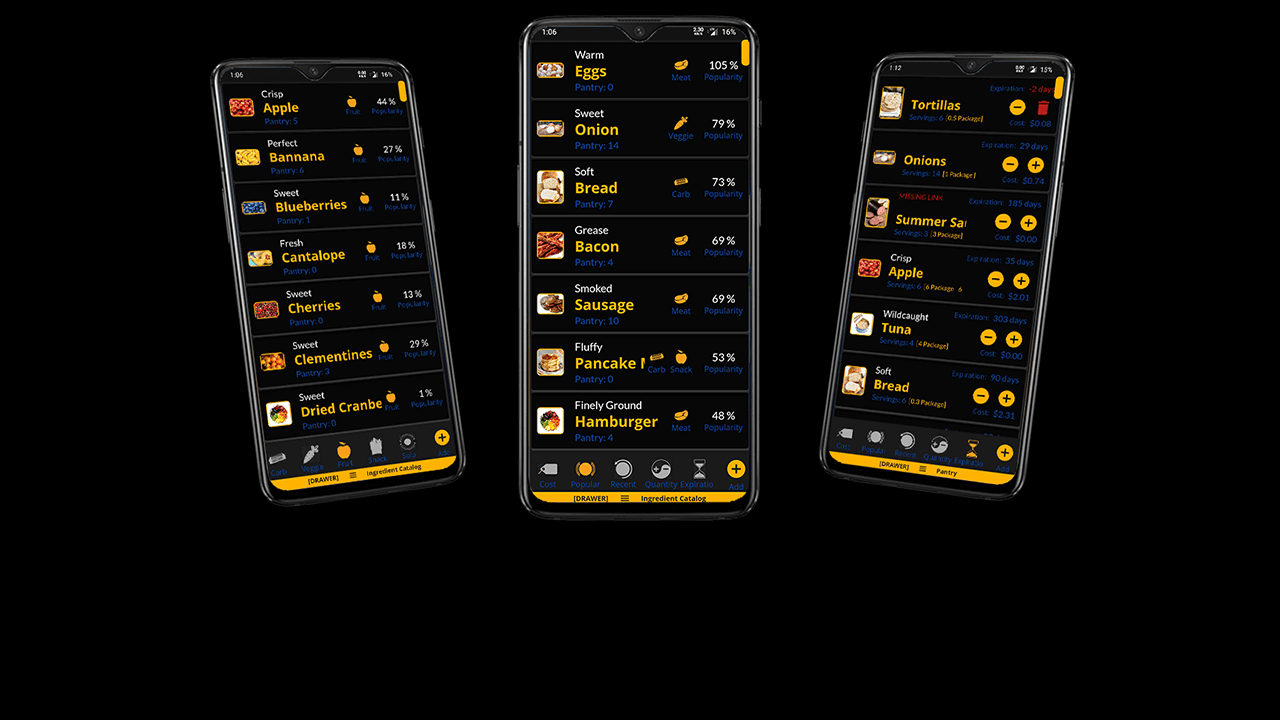 1:06
16%
Crisp
Apple
Pantry: 5
Fruit
44 %
Popularity
Perfect
Bannana
Pantry: 6
Fruit
27 %
Popularity
Sweet
Blueberries
Pantry: 1
Fruit
11 %
Popularity
Fresh
Cantalope
Pantry: 0
Fruit
18 %
Popularity
Sweet
Cherries
Pantry: 0
Fruit
13 %
Popularity
Sweet
Clementines
Pantry: 3
Fruit
29 %
Popularity
Sweet
Dried Cranbe
Pantry: 0
Fruit
1 %
Popularity
Carb
Veggie
Fruit
Snack
Add
[DRAWER]
Ingredient Catalog
1:06
16%
Warm
Eggs
Pantry: 0
Meat
105 %
Popularity
Sweet
Onion
Pantry: 14
Veggie
79 %
Popularity
Soft
Bread
Pantry: 7
Carb
73 %
Popularity
Grease
Bacon
Pantry: 4
Meat
69 %
Popularity
Smoked
Sausage
Pantry: 10
Meat
69 %
Popularity
Fluffy
Pancake
Pantry: 0
Carb
Snack
53 %
Popularity
Finely Ground
Hamburger
Pantry: 4
Meat
48 %
Popularity
Cost
Popular
Recent
Quantity
Expiratio
Add
[DRAWER]
Ingredient Catalog
1:12
15%
Expiration: -2 days
Tortillas
Servings: 6 [0.5 Package]
Cost: $0.08
Expiration: 29 days
Onions
Servings: 14 [1 Package]
Cost: $0.74
MISSING LINK
Expiration: 185 days
Summer Sa
Servings: 3 [3 Package]
Cost: $0.00
Crisp
Expiration: 35 days
Apple
Servings: 6 [6 Package 6
Cost: $2.01
Wildcaught
Expiration: 303 days
Tuna
Servings: 4 [4 Package]
Cost: $0.00
Soft
Expiration: 90 days
Bread
Servings: 6 [0.3 Package]
Cost: $2.31
Cost
Popular
Recent
Quantity
Expiratio
Add
[DRAWER]
Pantry